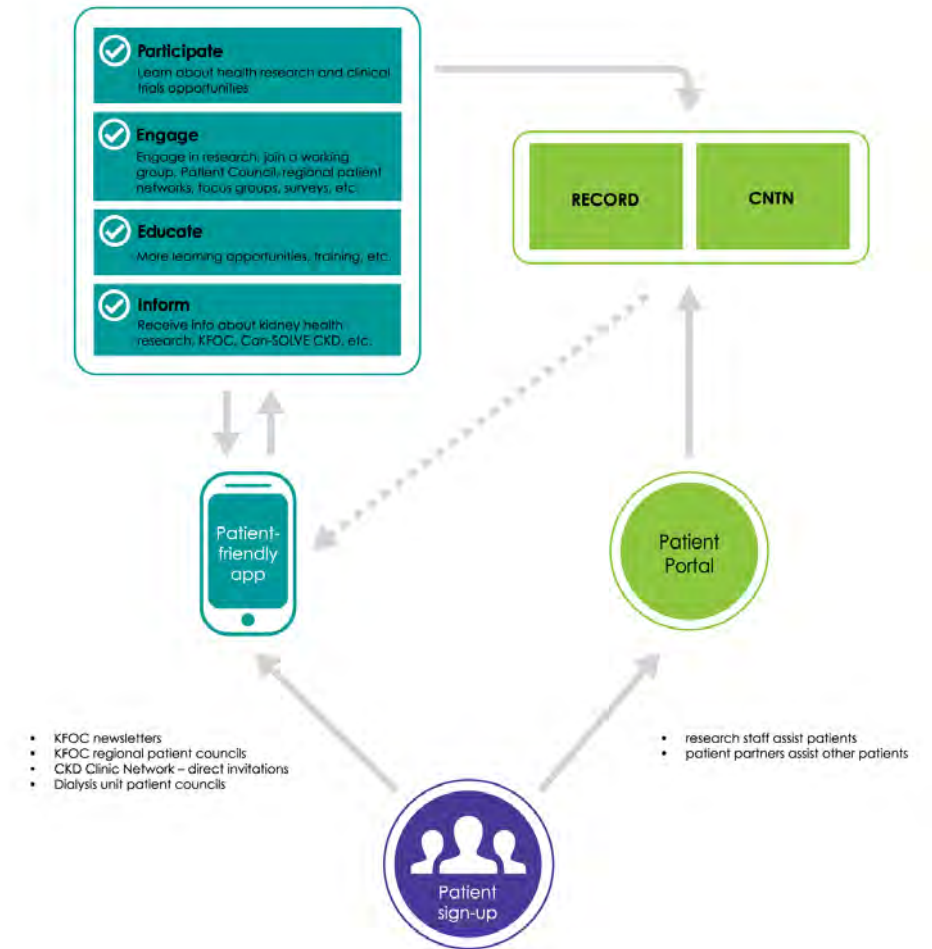 Participate
Learn about health research and clinical
trials opportunities
Engage
Engage in research, join a working
group, Patient Council, regional patient
networks, focus groups, surveys, etc.
Educate
More learning opportunities, training, etc.
Inform
Receive info about kidney health
research, KFOC, Can-SOLVE CKD, etc.
RECORD
CNTN
Patient-
friendly
app
Patient
Portal
• KFOC newsletters
• KFOC regional patient councils
• CKD Clinic Network – direct invitations
• Dialysis unit patient councils
• research staff assist patients
• patient partners assist other patients
Patient
sign-up